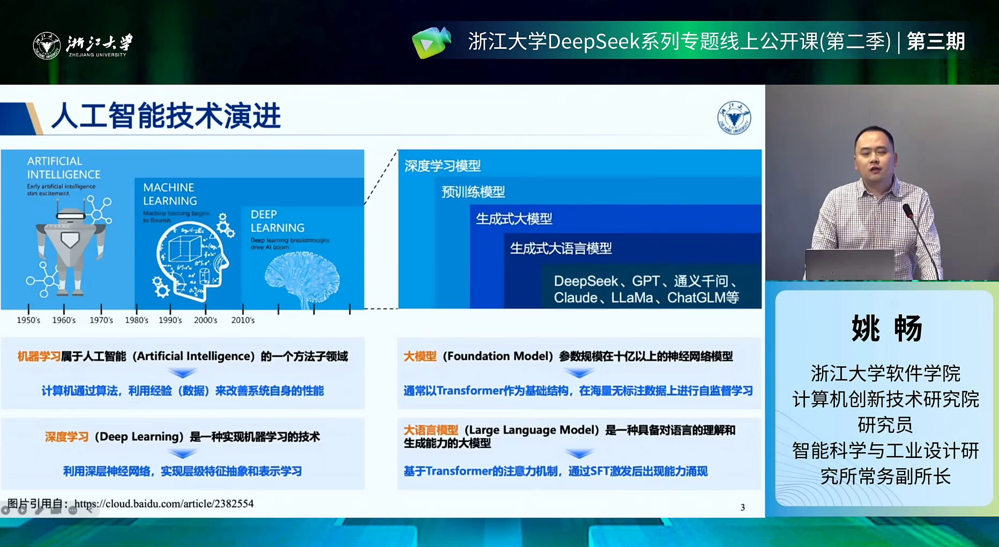 浙江大学
ZHEJIANG UNIVERSITY
浙江大学DeepSeek系列专题线上公开课(第二季) | 第三期
人工智能技术演进
ARTIFICIAL
INTELLIGENCE
Early artificial intelligence
stirs excitement.
MACHINE
LEARNING
Machine learning begins
to flourish.
DEEP
LEARNING
Deep learning breakthroughs
drive AI boom.
1950's 1960's 1970's 1980's 1990's 2000's 2010's
深度学习模型
预训练模型
生成式大模型
生成式大语言模型
DeepSeek、GPT、通义千问、
Claude、LLaMa、ChatGLM等
机器学习属于人工智能（Artificial Intelligence）的一个方法子领域
计算机通过算法，利用经验（数据）来改善系统自身的性能
深度学习（Deep Learning）是一种实现机器学习的技术
利用深层神经网络，实现层级特征抽象和表示学习
大模型（Foundation Model）参数规模在十亿以上的神经网络模型
通常以Transformer作为基础结构，在海量无标注数据上进行自监督学习
大语言模型（Large Language Model）是一种具备对语言的理解和
生成能力的大模型
基于Transformer的注意力机制，通过SFT激发后出现能力涌现
图片引用自：https://cloud.baidu.com/article/2382554
3
姚 畅
浙江大学软件学院
计算机创新技术研究院
研究员
智能科学与工业设计研
究所常务副所长